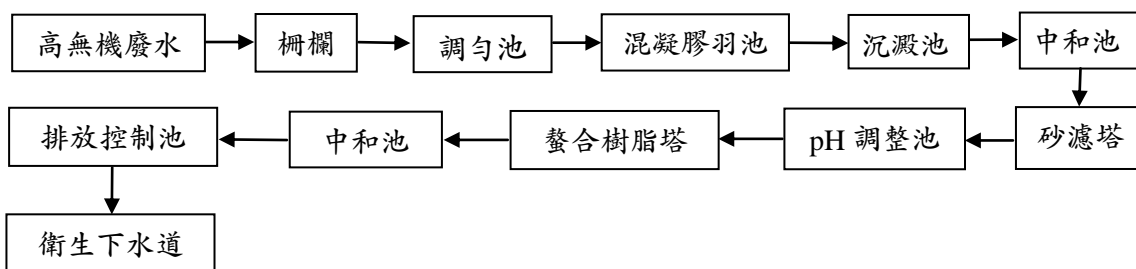 高無機廢水
柵欄
調勻池
混凝膠羽池
沉澱池
中和池
砂濾塔
pH 調整池
螯合樹脂塔
中和池
排放控制池
衛生下水道